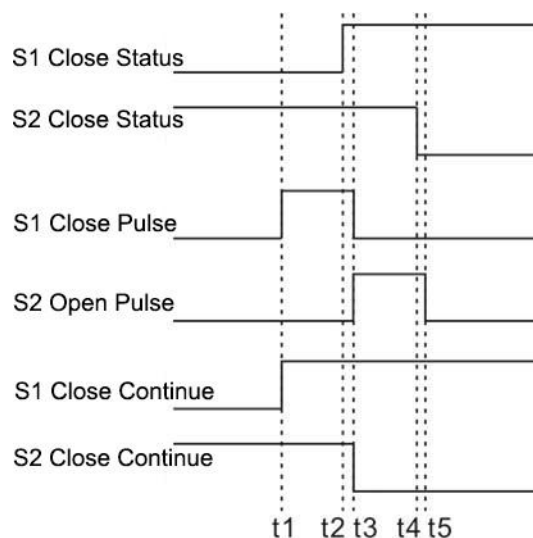 S1 Close Status
S2 Close Status
S1 Close Pulse
S2 Open Pulse
S1 Close Continue
S2 Close Continue
t1 t2 t3 t4 t5